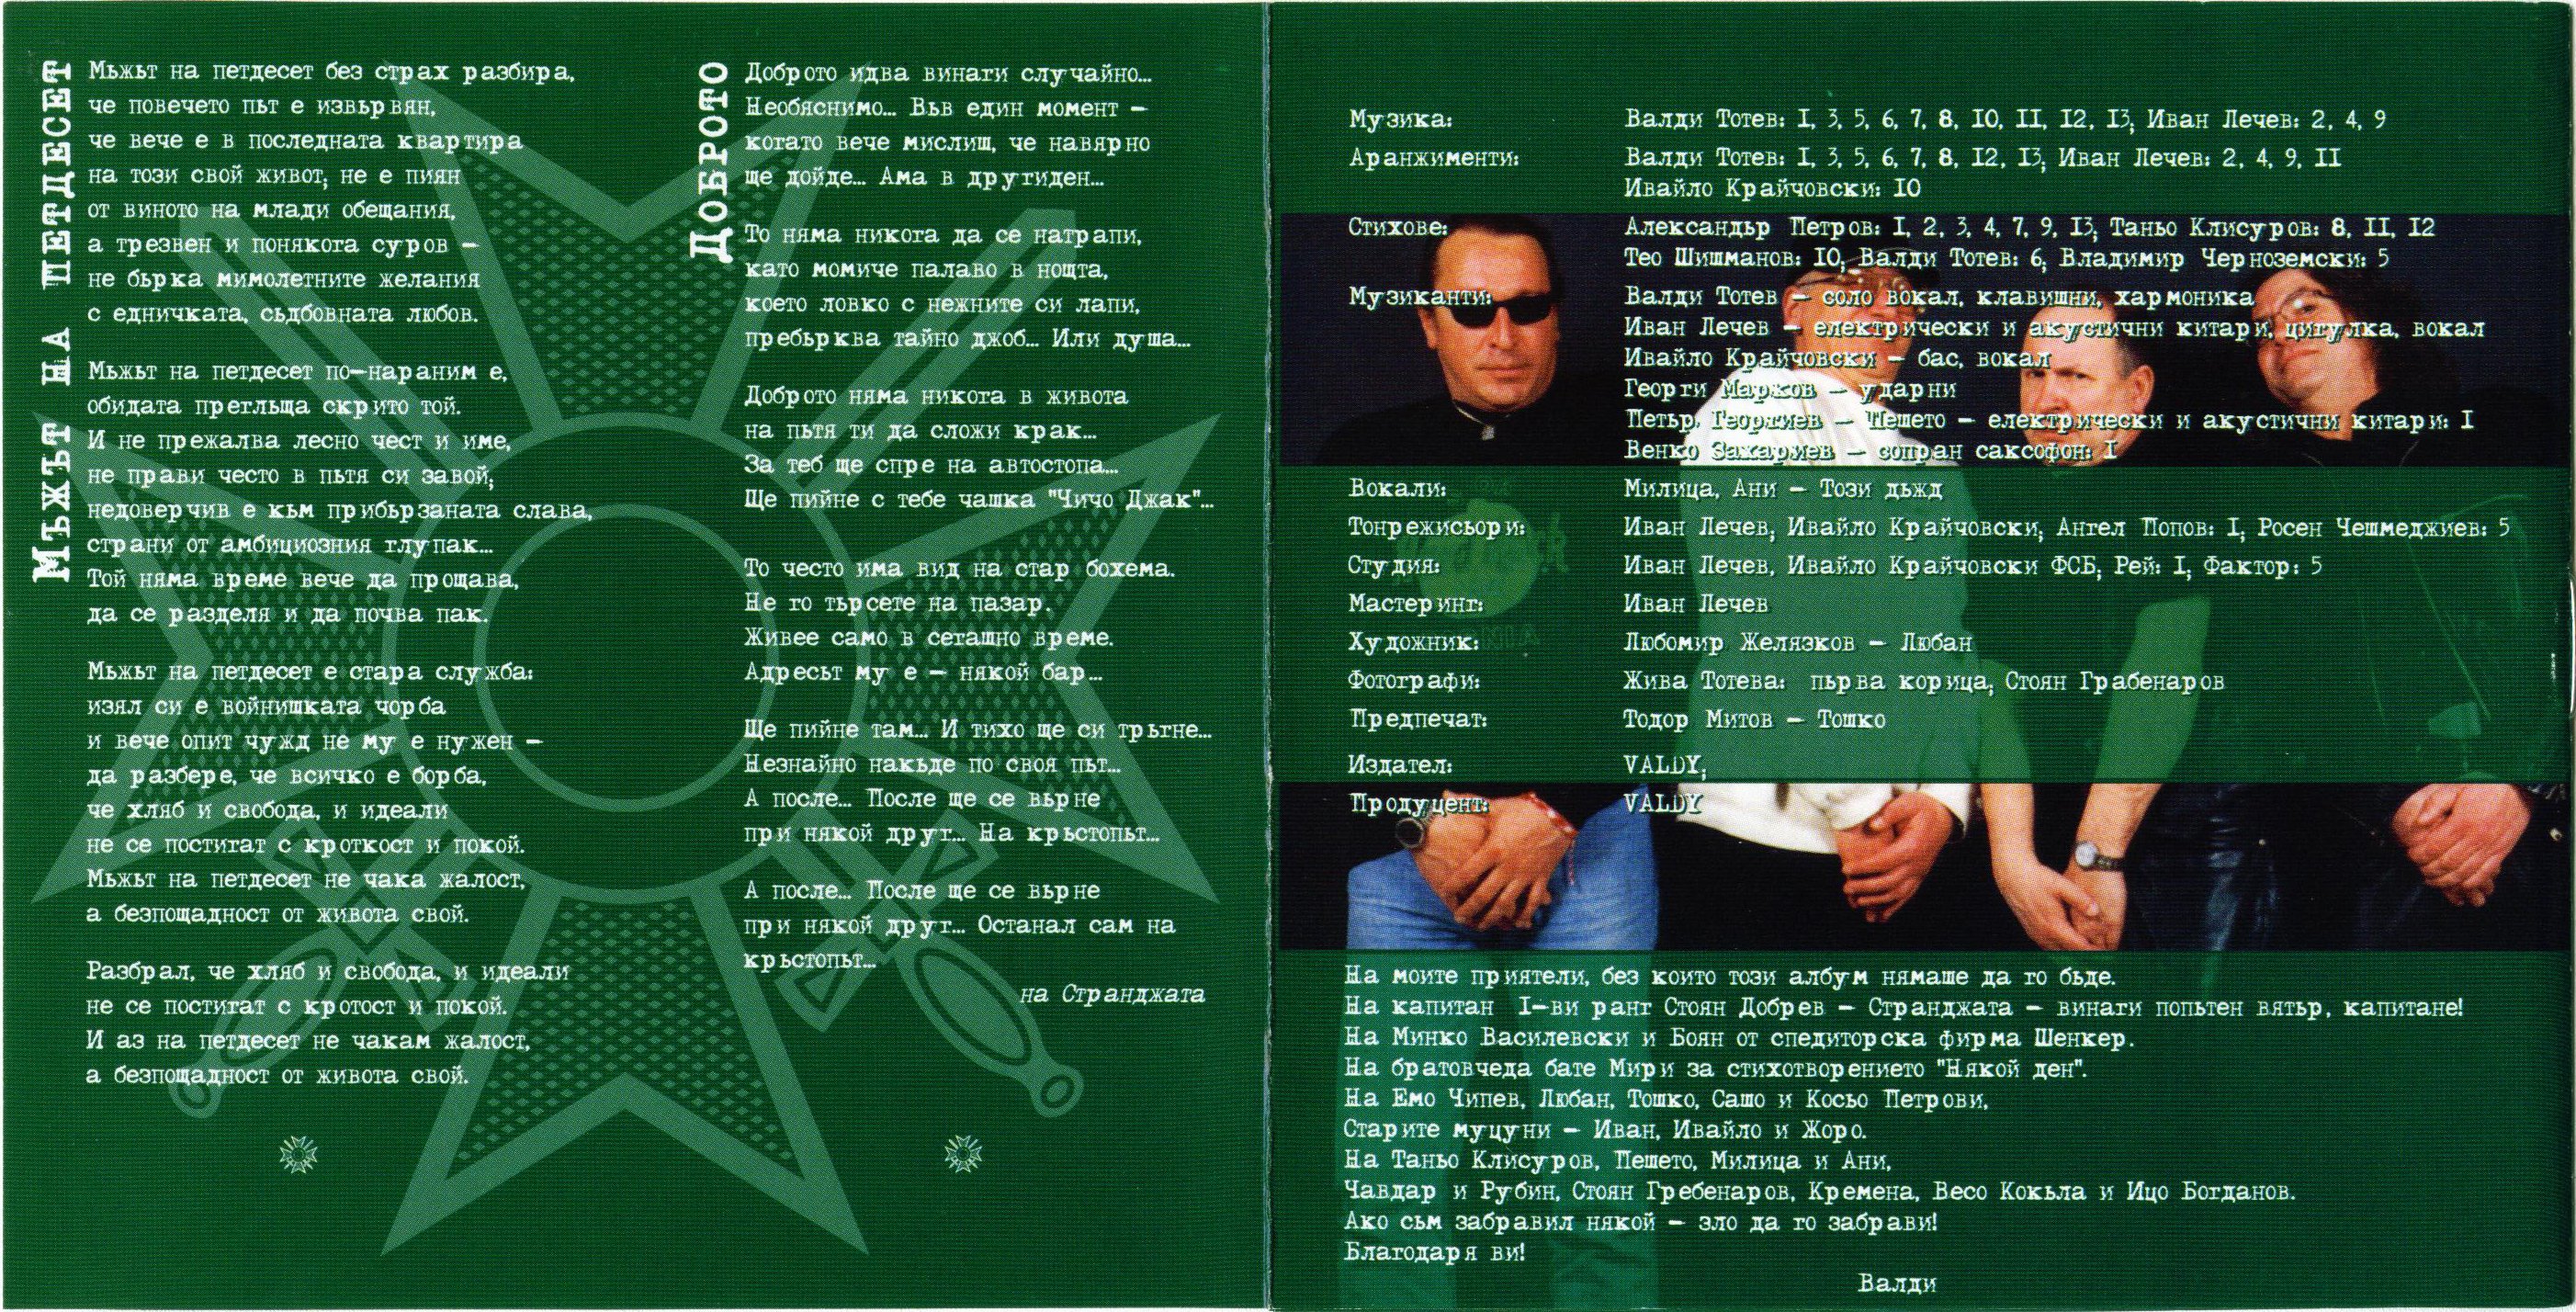 Мъжът на петдесет
Мъжът на петдесет без страх разбира,
че повечето път е извървян,
че вече е в последната квартира
на този свой живот; не е пиян
от виното на млади обещания,
а трезвен и понякога суров –
не бърка мимолетните желания
с едничката, съдбовната любов.
Мъжът на петдесет по-нараним е,
обидата преглъща скрито той.
И не прежалва лесно чест и име,
не прави често в пътя си завой;
недоверчив е към прибързаната слава,
страни от амбициозния глупак...
Той няма време вече да прощава,
да се разделя и да почва пак.
Мъжът на петдесет е стара служба:
изял си е войнишката чорба
и вече опит чужд не му е нужен –
да разбере, че всичко е борба,
че хляб и свобода, и идеали
не се постигат с кроткост и покой.
Мъжът на петдесет не чака жалост,
а безпощадност от живота свой.
Разбрал, че хляб и свобода, и идеали
не се постигат с кротост и покой.
И аз на петдесет не чакам жалост,
а безпощадност от живота свой.
Доброто
Доброто идва винаги случайно...
Необяснимо... Във един момент –
когато вече мислиш, че навярно
ще дойде... Ама в другиден...
То няма никога да се натрапи,
като момиче палаво в нощта,
което ловко с нежните си лапи,
пребърква тайно джоб... Или душа...
Доброто няма никога в живота
на пътя ти да сложи крак...
За теб ще спре на автостопа...
Ще пийне с тебе чашка "Чичо Джак"...
То често има вид на стар бохема.
Не го търсете на пазар.
Живее само в сегашно време.
Адресът му е – някой бар...
Ще пийне там... И тихо ще си тръгне...
Незнайно накъде по своя път...
А после... После ще се върне
при някой друг... На кръстопът...
А после... После ще се върне
при някой друг... Останал сам на
кръстопът...
на Странджата
Музика: Валди Тотев: I, 3, 5, 6, 7, 8, IO, II, I2, I3; Иван Лечев: 2, 4, 9
Аранжименти: Валди Тотев: I, 3, 5, 6, 7, 8, I2, I3; Иван Лечев: 2, 4, 9, II
Ивайло Крайчовски: IO
Стихове: Александър Петров: I, 2, 3, 4, 7, 9, I3; Таньо Клисуров: 8, II, I2
Тео Шишманов: IO; Валди Тотев: 6; Владимир Черноземски: 5
Музиканти: Валди Тотев – соло вокал, клавишни, хармоника
Иван Лечев – електрически и акустични китари, цигулка, вокал
Ивайло Крайчовски – бас, вокал
Георги Марков – ударни
Петър Георгиев – Пешето – електрически и акустични китари: I
Венко Захариев – сопран саксофон: I
Вокали: Милица, Ани – Този дъжд
Тонрежисьори: Иван Лечев; Ивайло Крайчовски; Ангел Попов: I; Росен Чешмеджиев: 5
Студия: Иван Лечев, Ивайло Крайчовски ФСБ; Рей: I; Фактор: 5
Мастеринг: Иван Лечев
Художник: Любомир Желязков – Любан
Фотографи: Жива Тотева: първа корица; Стоян Грабенаров
Предпечат: Тодор Митов – Тошко
Издател: VALDY;
Продуцент: VALDY
На моите приятели, без които този албум нямаше да го бъде.
На капитан I-ви ранг Стоян Добрев – Странджата – винаги попътен вятър, капитане!
На Минко Василевски и Боян от спедиторска фирма Шенкер.
На братовчеда бате Мири за стихотворението "Някой ден".
На Емо Чипев, Любан, Тошко, Сашо и Косьо Петрови,
Старите муцуни – Иван, Ивайло и Жоро.
На Таньо Клисуров, Пешето, Милица и Ани,
Чавдар и Рубин, Стоян Гребенаров, Кремена, Весо Кокъла и Ицо Богданов.
Ако съм забравил някой – зло да го забрави!
Благодаря ви!
Валди